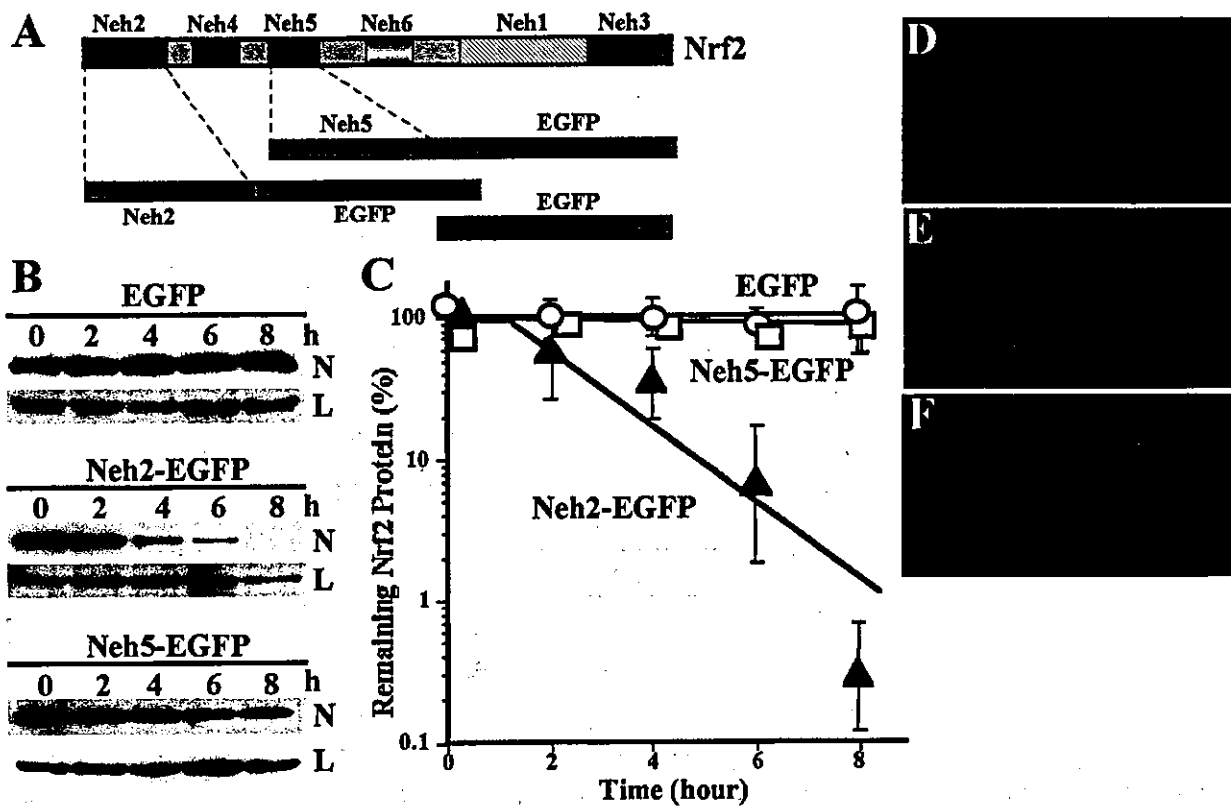 A
Neh2 Neh4 Neh5 Neh6 Neh1 Neh3
Nrf2
Neh5 EGFP
Neh2 EGFP
EGFP
B
EGFP
0 2 4 6 8 h
N
L
Neh2-EGFP
0 2 4 6 8 h
N
L
Neh5-EGFP
0 2 4 6 8 h
N
L
C
Remaining Nrf2 Protein (%)
100
10
1
0.1
EGFP
Neh5-EGFP
Neh2-EGFP
0 2 4 6 8
Time (hour)
D
E
F